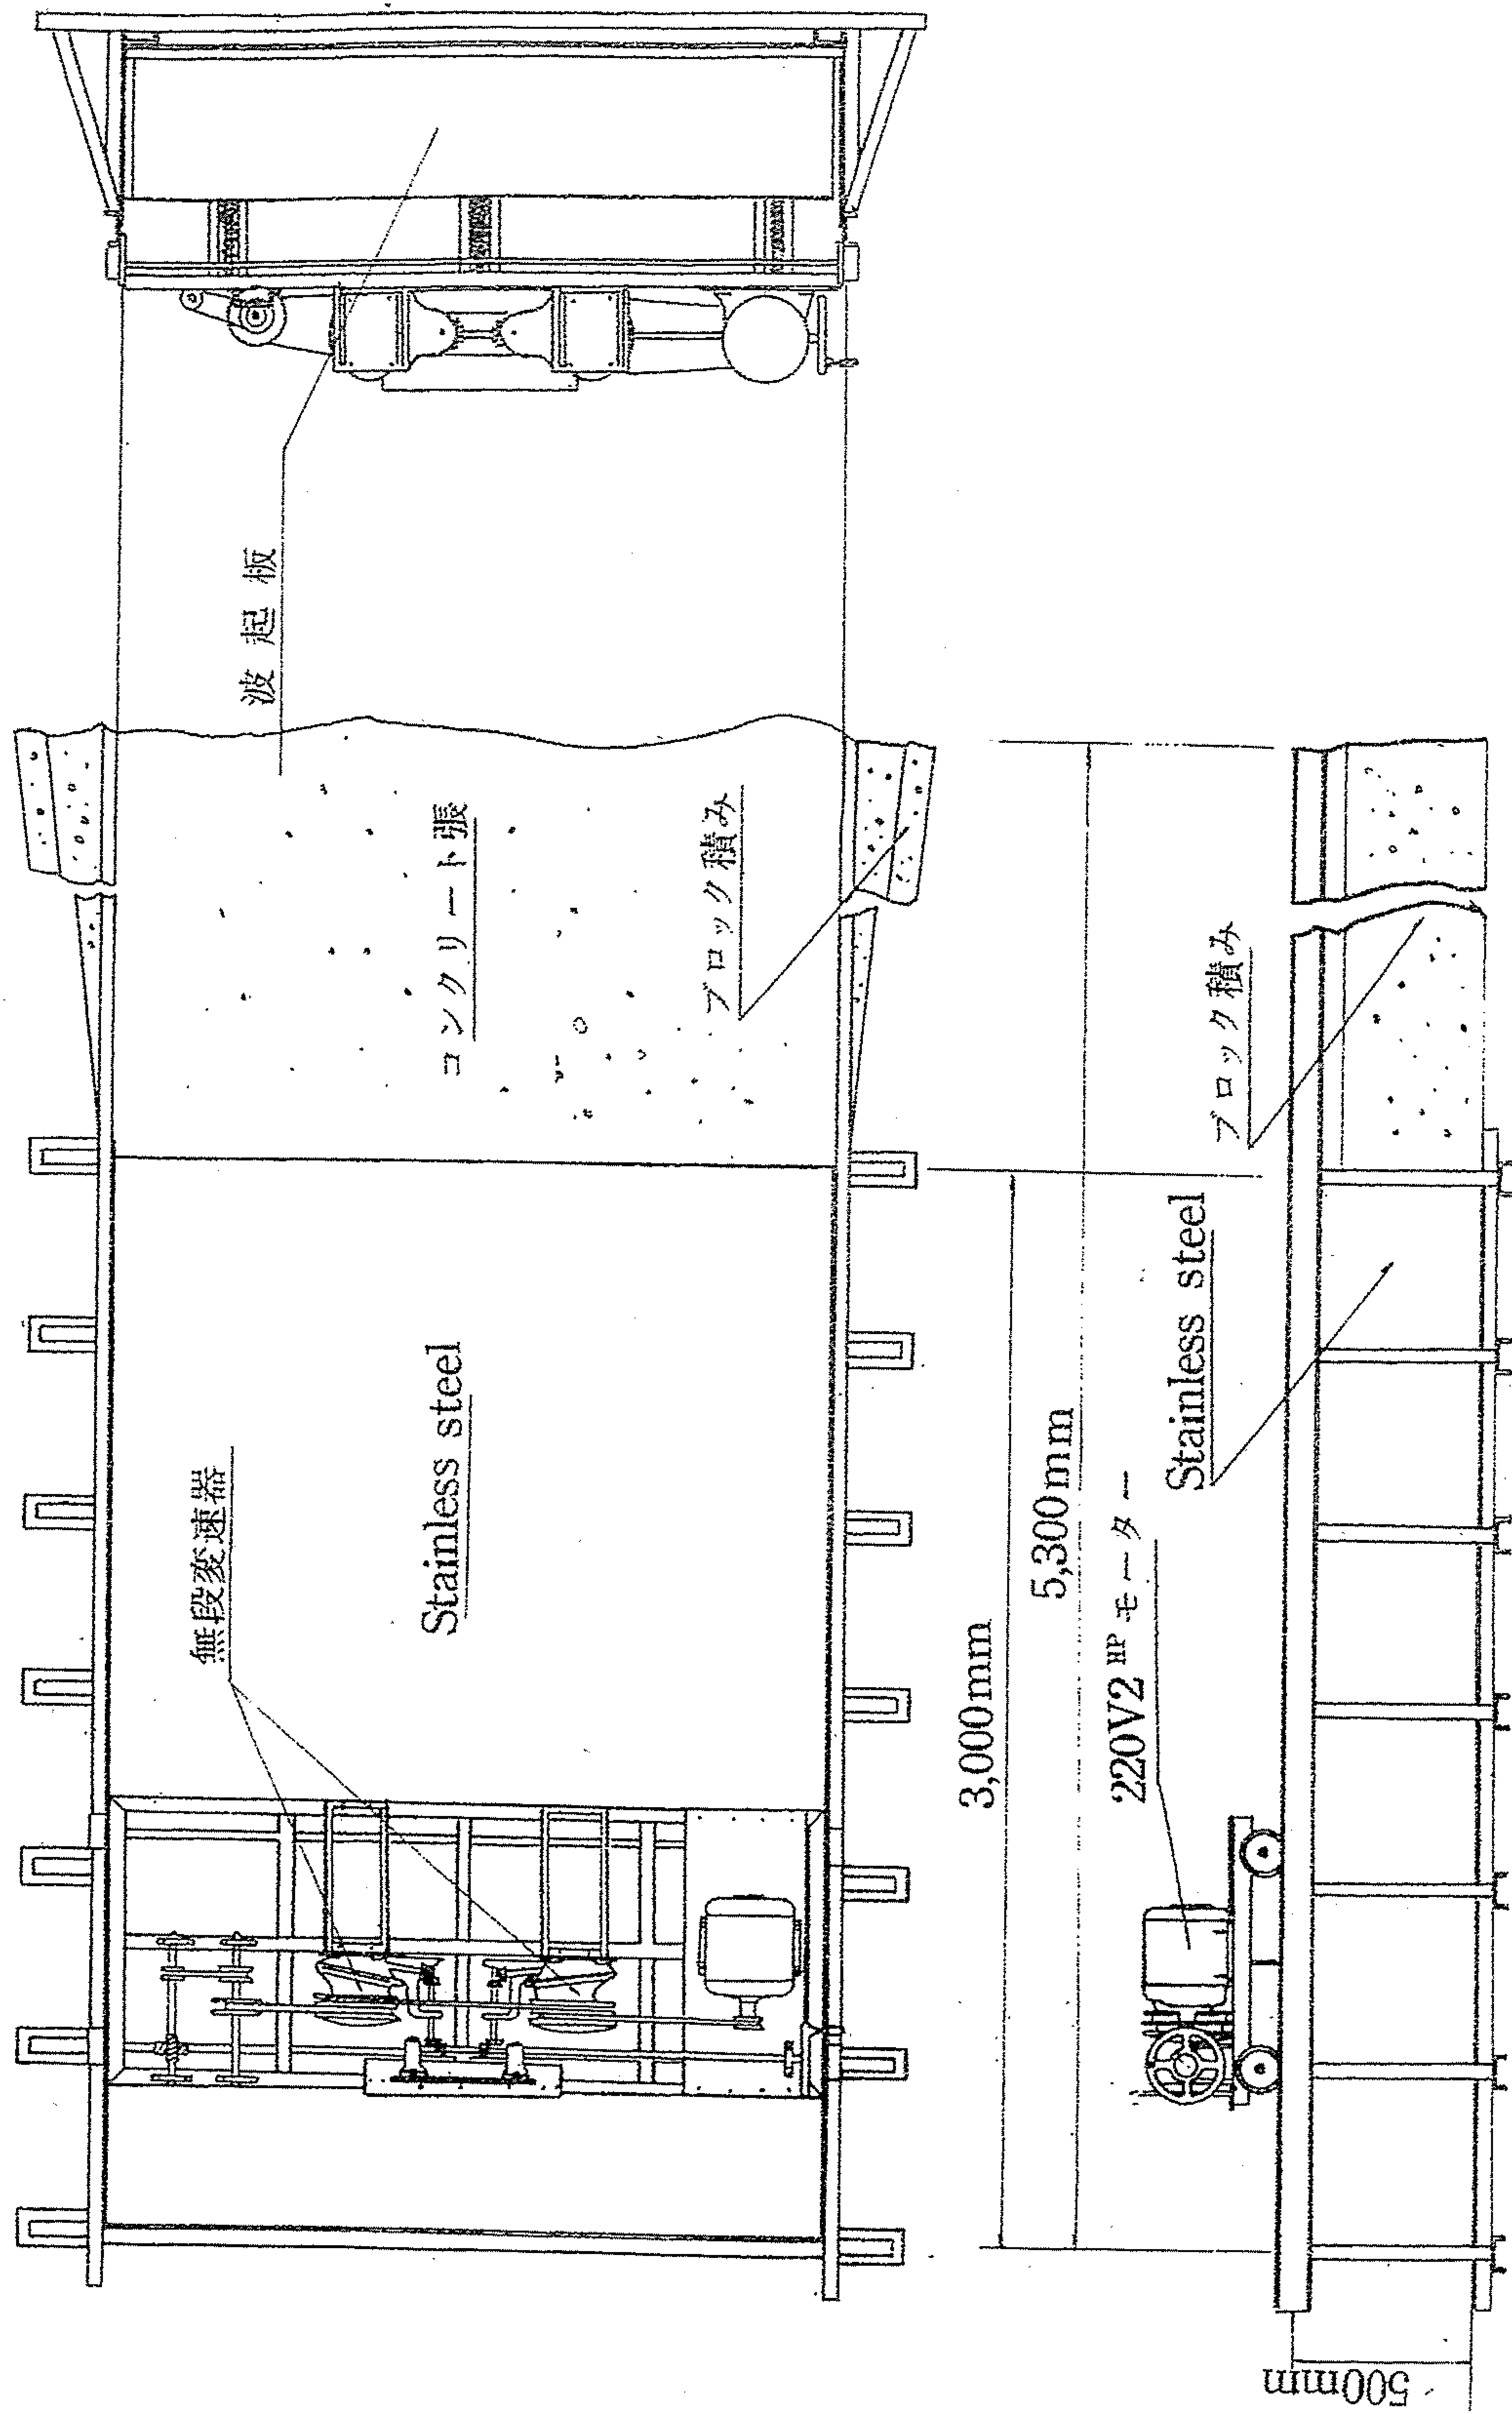 波起板
コンクリート張
ブロック積み
無段変速器
Stainless steel
3,000mm
5,300mm
220V2HPモーター
Stainless steel
ブロック積み
500mm